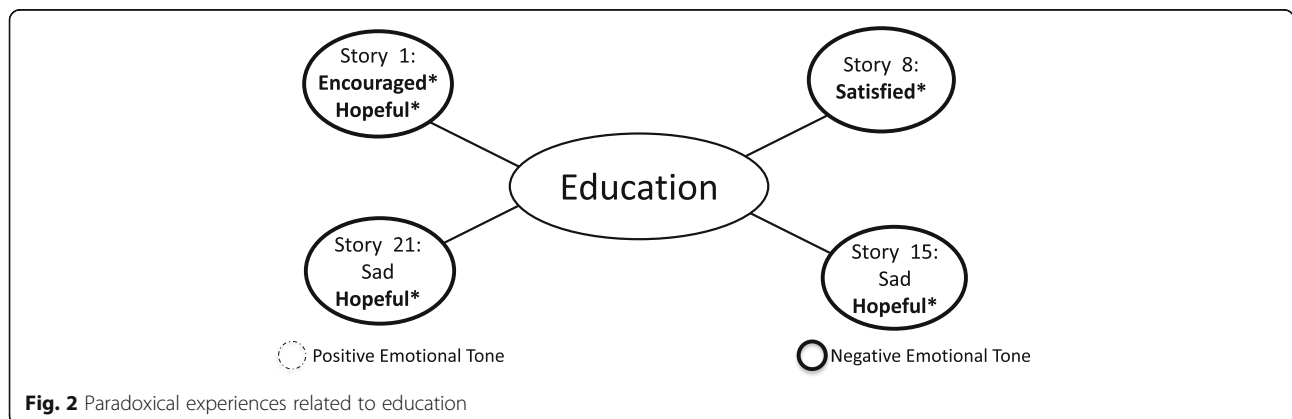 Story 1:
Encouraged*
Hopeful*
Story 8:
Satisfied*
Education
Story 21:
Sad
Hopeful*
Story 15:
Sad
Hopeful*
Positive Emotional Tone
Negative Emotional Tone
Fig. 2 Paradoxical experiences related to education